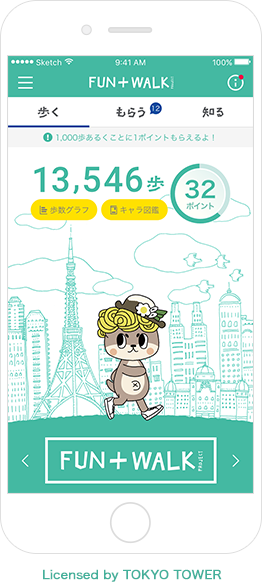 Sketch 9:41 AM 100%
FUN+WALK PROJECT
歩く もらう 12 知る
1,000歩あるくごとに1ポイントもらえるよ！
13,546歩
32
ポイント
歩数グラフ キャラ図鑑
FUN+WALK PROJECT
Licensed by TOKYO TOWER